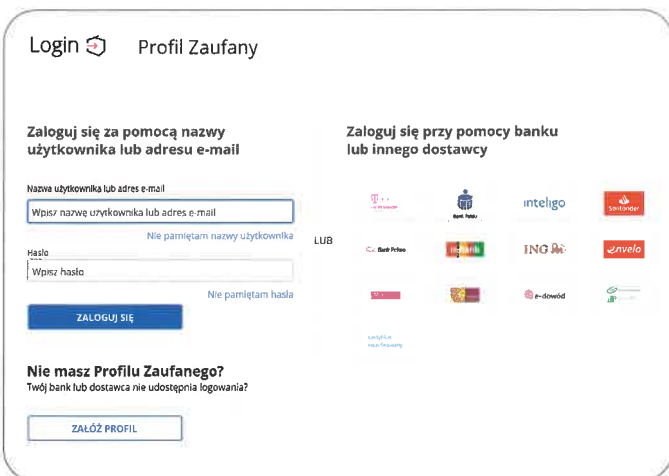 Login
Profil Zaufany
Zaloguj się za pomocą nazwy
użytkownika lub adresu e-mail
Nazwa użytkownika lub adres e-mail
Wpisz nazwę użytkownika lub adres e-mail
Nie pamiętam nazwy użytkownika
Hasło
Wpisz hasło
Nie pamiętam hasła
ZALOGUJ SIĘ
Nie masz Profilu Zaufanego?
Twój bank lub dostawca nie udostępnia logowania?
ZAŁÓŻ PROFIL
LUB
Zaloguj się przy pomocy banku
lub innego dostawcy
T
Bank Polski
inteligo
Santander
Bank Pekao
mBank
ING
envelo
e-dowód